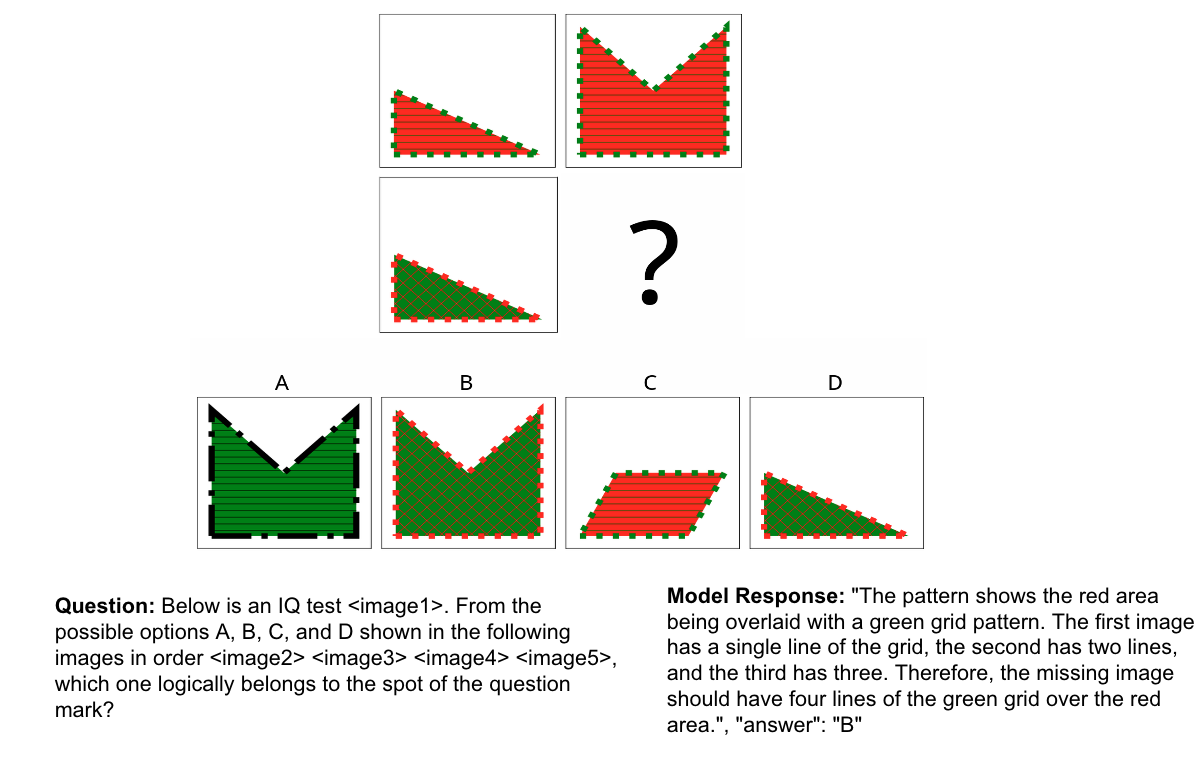 ?
A B C D
Question: Below is an IQ test <image1>. From the
possible options A, B, C, and D shown in the following
images in order <image2> <image3> <image4> <image5>,
which one logically belongs to the spot of the question
mark?
Model Response: "The pattern shows the red area
being overlaid with a green grid pattern. The first image
has a single line of the grid, the second has two lines,
and the third has three. Therefore, the missing image
should have four lines of the green grid over the red
area.", "answer": "B"